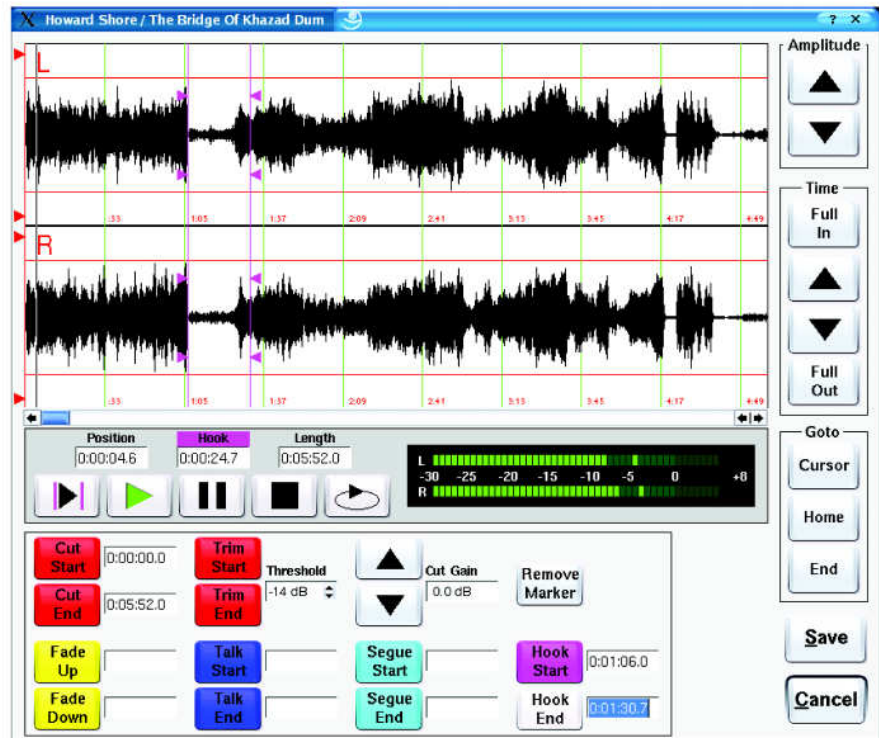 Howard Shore / The Bridge Of Khazad Dum
? X
Amplitude
L
:33 1:05 1:37 2:09 2:41 3:13 3:45 4:17 4:49
Time
Full In
R
:33 1:05 1:37 2:09 2:41 3:13 3:45 4:17 4:49
Full Out
Position Hook Length
0:00:04.6 0:00:24.7 0:05:52.0
L
-30 -25 -20 -15 -10 -5 0 +8
R
Goto
Cursor
Home
End
Cut Start 0:00:00.0
Trim Start
Threshold
-14 dB
Cut Gain
0.0 dB
Remove Marker
Cut End 0:05:52.0
Trim End
Fade Up
Talk Start
Segue Start
Hook Start 0:01:06.0
Fade Down
Talk End
Segue End
Hook End 0:01:30.7
Save
Cancel